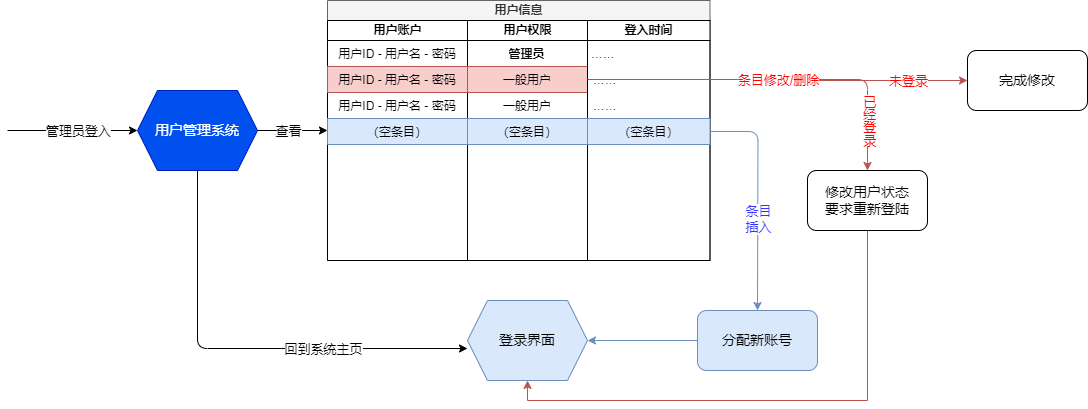 用户信息
用户账户 用户权限 登入时间
用户ID - 用户名 - 密码 管理员 ......
用户ID - 用户名 - 密码 一般用户 ......
条目修改/删除 未登录 完成修改
用户ID - 用户名 - 密码 一般用户 ......
已经登录
管理员登入 用户管理系统 查看
（空条目） （空条目） （空条目）
修改用户状态
要求重新登陆
条目
插入
登录界面 分配新账号
回到系统主页